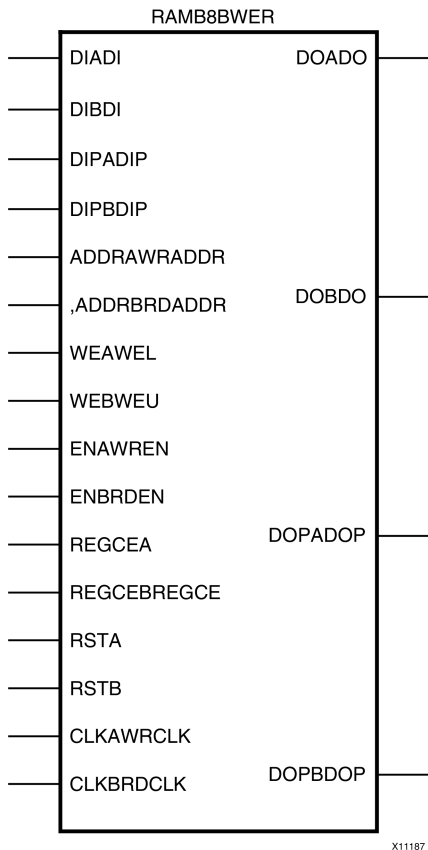 RAMB8BWER
DIADI
DOADO
DIBDI
DIPADIP
DIPBDIP
ADDRAWRADDR
,ADDRBRDADDR
DOBDO
WEAWEL
WEBWEU
ENAWREN
ENBRDEN
REGCEA
DOPADOP
REGCEBREGCE
RSTA
RSTB
CLKAWRCLK
CLKBRDCLK
DOPBDOP
X11187